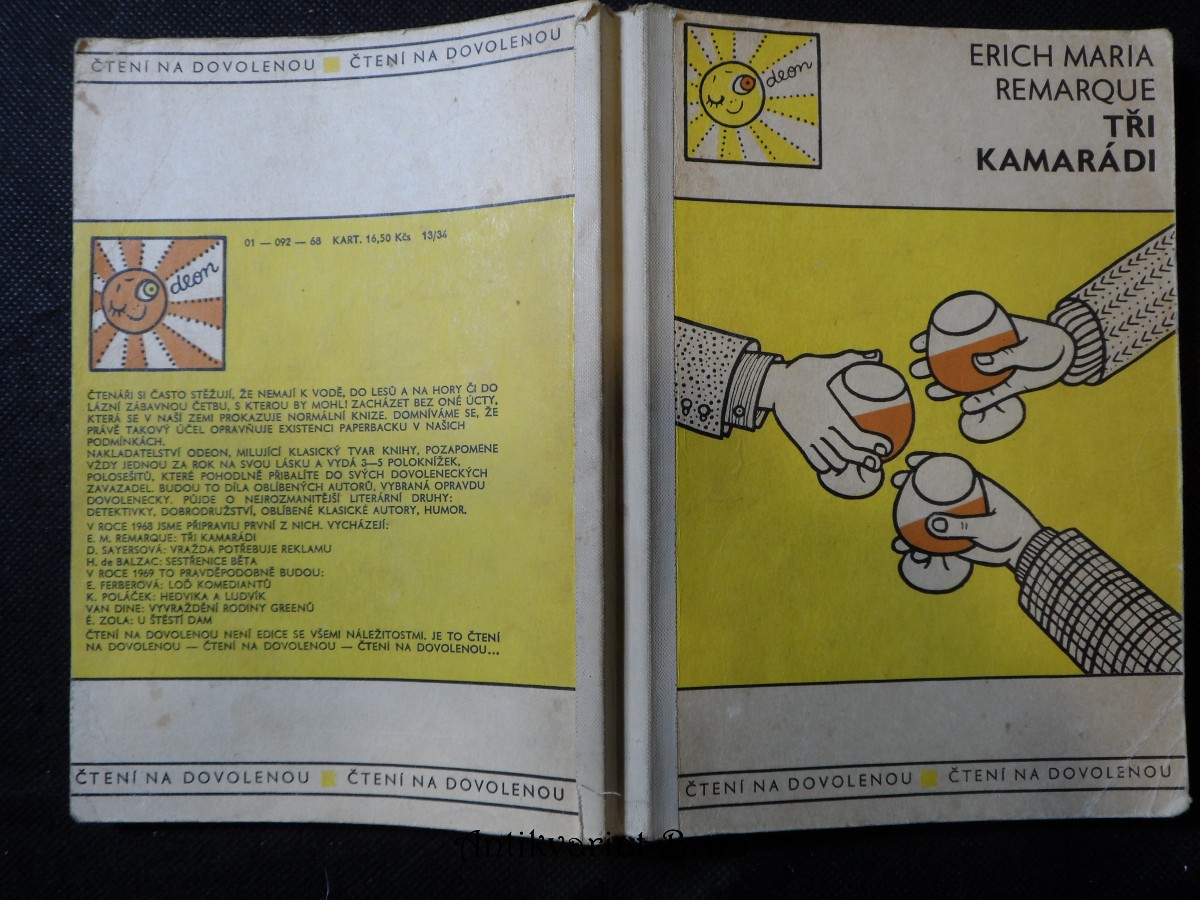 ČTENÍ NA DOVOLENOU ČTENÍ NA DOVOLENOU
deon
01 — 092 — 68 KART. 16,50 Kčs 13/34
ČTENÁŘI SI ČASTO STĚŽUJÍ, ŽE NEMAJÍ K VODĚ, DO LESŮ A NA HORY ČI DO
LÁZNÍ ZÁBAVNOU ČETBU, S KTEROU BY MOHLI ZACHÁZET BEZ ONÉ ÚCTY,
KTERÁ SE V NAŠÍ ZEMI PROKAZUJE NORMÁLNÍ KNIZE. DOMNÍVÁME SE, ŽE
PRÁVĚ TAKOVÝ ÚČEL OPRAVŇUJE EXISTENCI PAPERBACKU V NAŠICH
PODMÍNKÁCH.
NAKLADATELSTVÍ ODEON, MILUJÍCÍ KLASICKÝ TVAR KNIHY, POZAPOMENE
VŽDY JEDNOU ZA ROK NA SVOU LÁSKU A VYDÁ 3—5 POLOKNÍŽEK,
POLOSEŠITŮ, KTERÉ POHODLNĚ PŘIBALÍTE DO SVÝCH DOVOLENECKÝCH
ZAVAZADEL. BUDOU TO DÍLA OBLÍBENÝCH AUTORŮ, VYBRANÁ OPRAVDU
DOVOLENECKY. PŮJDE O NEJROZMANITĚJŠÍ LITERÁRNÍ DRUHY:
DETEKTIVKY, DOBRODRUŽSTVÍ, OBLÍBENÉ KLASICKÉ AUTORY, HUMOR.
V ROCE 1968 JSME PŘIPRAVILI PRVNÍ Z NICH. VYCHÁZEJÍ:
E. M. REMARQUE: TŘI KAMARÁDI
D. SAYERSOVÁ: VRAŽDA POTŘEBUJE REKLAMU
H. de BALZAC: SESTŘENICE BĚTA
V ROCE 1969 TO PRAVDĚPODOBNĚ BUDOU:
E. FERBEROVÁ: LOĎ KOMEDIANTŮ
K. POLÁČEK: HEDVIKA A LUDVÍK
VAN DINE: VYVRAŽDĚNÍ RODINY GREENŮ
É. ZOLA: U ŠTĚSTÍ DAM
ČTENÍ NA DOVOLENOU NENÍ EDICE SE VŠEMI NÁLEŽITOSTMI. JE TO ČTENÍ
NA DOVOLENOU — ČTENÍ NA DOVOLENOU — ČTENÍ NA DOVOLENOU...
ČTENÍ NA DOVOLENOU ČTENÍ NA DOVOLENOU
deon
ERICH MARIA
REMARQUE
TŘI
KAMARÁDI
ČTENÍ NA DOVOLENOU ČTENÍ NA DOVOLENOU
Antikvariat